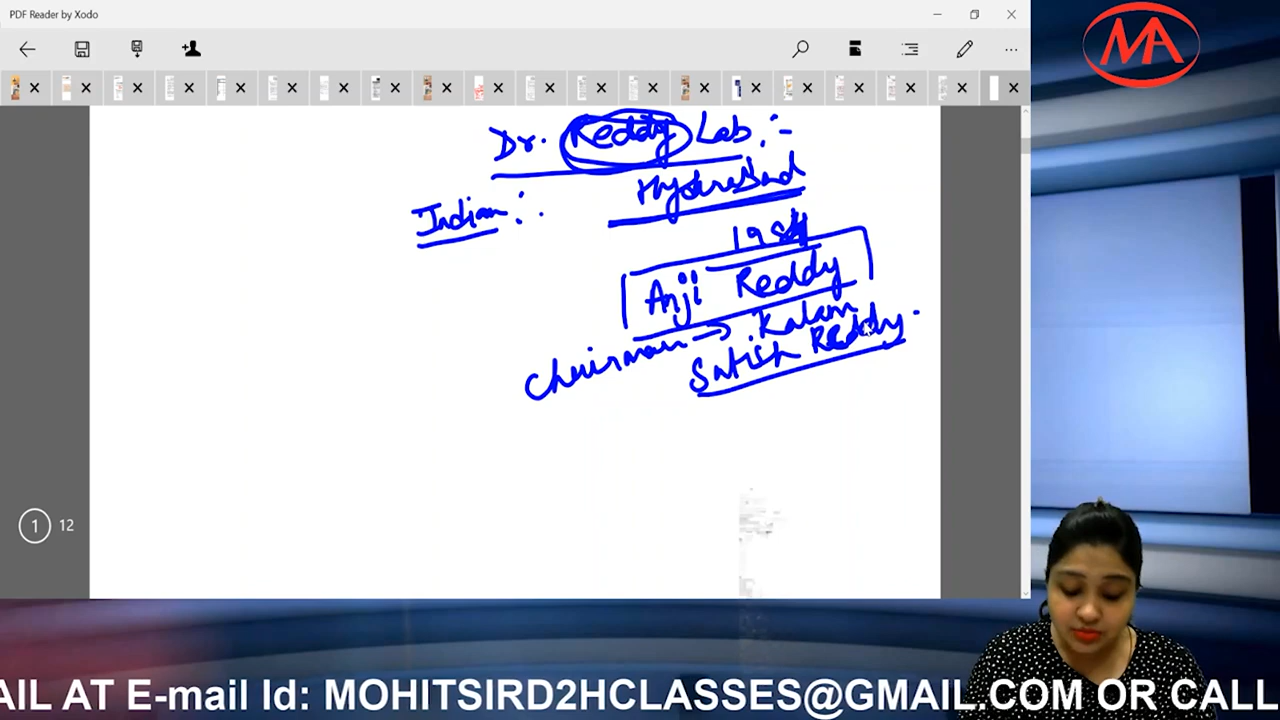 PDF Reader by Xodo
MA
Dr. Reddy Lab :-
Hyderabad
Indian :.
1984
Anji Reddy
Chairman → Kalam
Satish Reddy.
1 12
AIL AT E-mail Id: MOHITSIRD2HCLASSES@GMAIL.COM OR CALL